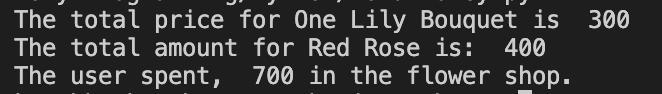 The total price for One Lily Bouquet is  300
The total amount for Red Rose is:  400
The user spent,  700 in the flower shop.